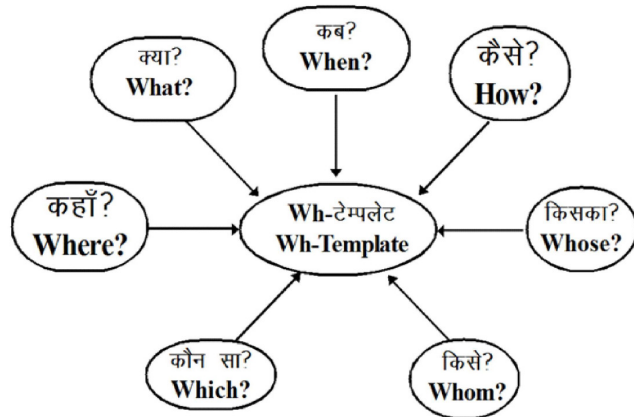 क्या?
What?
कब?
When?
कैसे?
How?
कहाँ?
Where?
Wh-टेम्पलेट
Wh-Template
किसका?
Whose?
कौन सा?
Which?
किसे?
Whom?